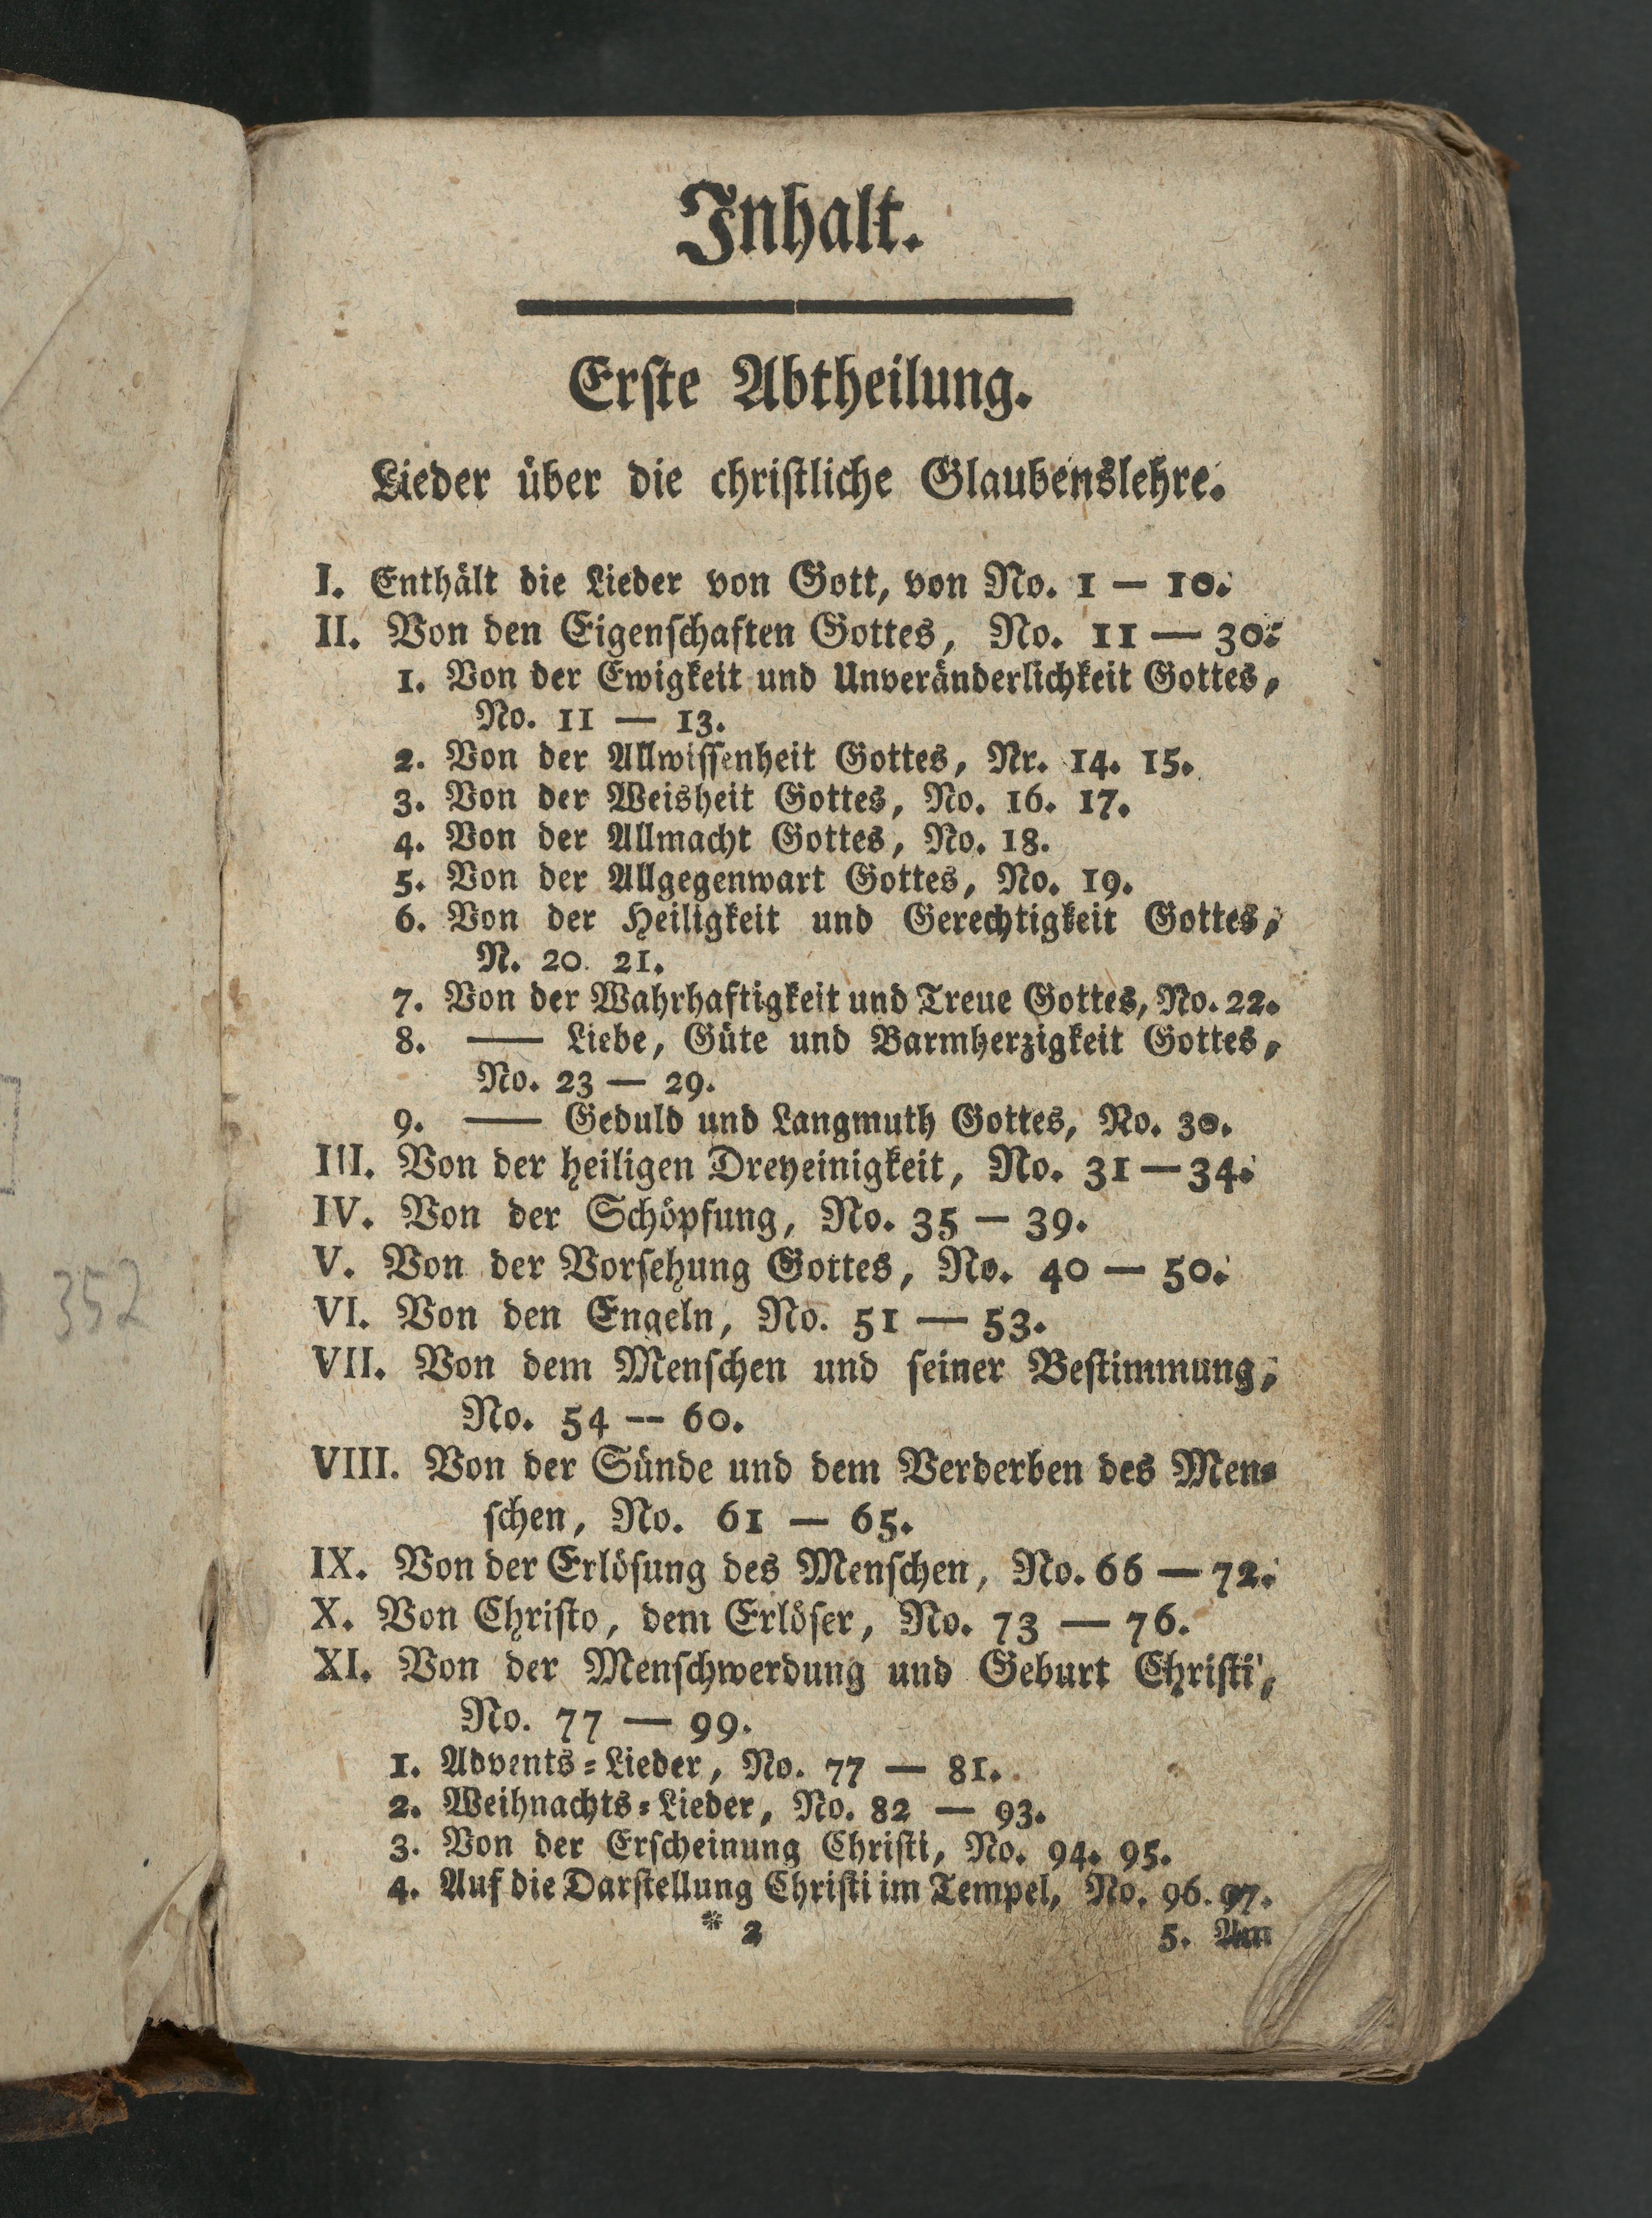 Inhalt.
Erste Abtheilung.
Lieder über die christliche Glaubenslehre.
I. Enthält die Lieder von Gott, von No. 1 — 10.
II. Von den Eigenschaften Gottes, No. 11 — 30.
1. Von der Ewigkeit und Unveränderlichkeit Gottes,
No. 11 — 13.
2. Von der Allwissenheit Gottes, Nr. 14. 15.
3. Von der Weisheit Gottes, No. 16. 17.
4. Von der Allmacht Gottes, No. 18.
5. Von der Allgegenwart Gottes, No. 19.
6. Von der Heiligkeit und Gerechtigkeit Gottes,
N. 20. 21.
7. Von der Wahrhaftigkeit und Treue Gottes, No. 22.
8. —— Liebe, Güte und Barmherzigkeit Gottes,
No. 23 — 29.
9. —— Geduld und Langmuth Gottes, No. 30.
III. Von der heiligen Dreyeinigkeit, No. 31 — 34.
IV. Von der Schöpfung, No. 35 — 39.
V. Von der Vorsehung Gottes, No. 40 — 50.
VI. Von den Engeln, No. 51 — 53.
VII. Von dem Menschen und seiner Bestimmung,
No. 54 — 60.
VIII. Von der Sünde und dem Verderben des Men=
schen, No. 61 — 65.
IX. Von der Erlösung des Menschen, No. 66 — 72.
X. Von Christo, dem Erlöser, No. 73 — 76.
XI. Von der Menschwerdung und Geburt Christi,
No. 77 — 99.
1. Advents=Lieder, No. 77 — 81.
2. Weihnachts=Lieder, No. 82 — 93.
3. Von der Erscheinung Christi, No. 94. 95.
4. Auf die Darstellung Christi im Tempel, No. 96. 97.
* 2
5. Am
352